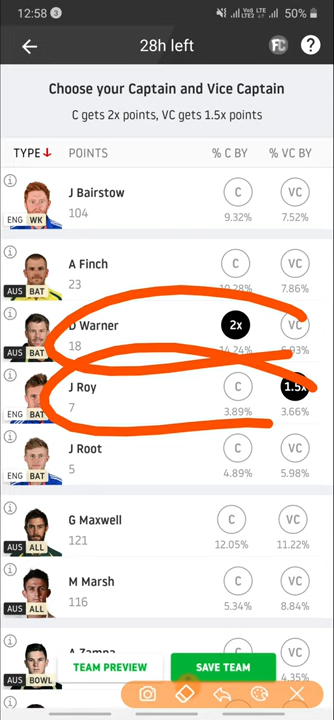 12:58 3 Vo) LTE LTE2 50%
28h left FC ?
Choose your Captain and Vice Captain
C gets 2x points, VC gets 1.5x points
TYPE POINTS % C BY % VC BY
i J Bairstow C VC
104
ENG WK 9.32% 7.52%
i A Finch C VC
23
AUS BAT 10.28% 7.86%
i D Warner 2x VC
18
AUS BAT 14.24% 6.03%
i J Roy C 1.5x
7
ENG BAT 3.89% 3.66%
i J Root C VC
5
ENG BAT 4.89% 5.98%
i G Maxwell C VC
121
AUS ALL 12.05% 11.22%
i M Marsh C VC
116
AUS ALL 5.34% 8.84%
i A Zampa C VC
AUS BOWL 4.35%
TEAM PREVIEW SAVE TEAM